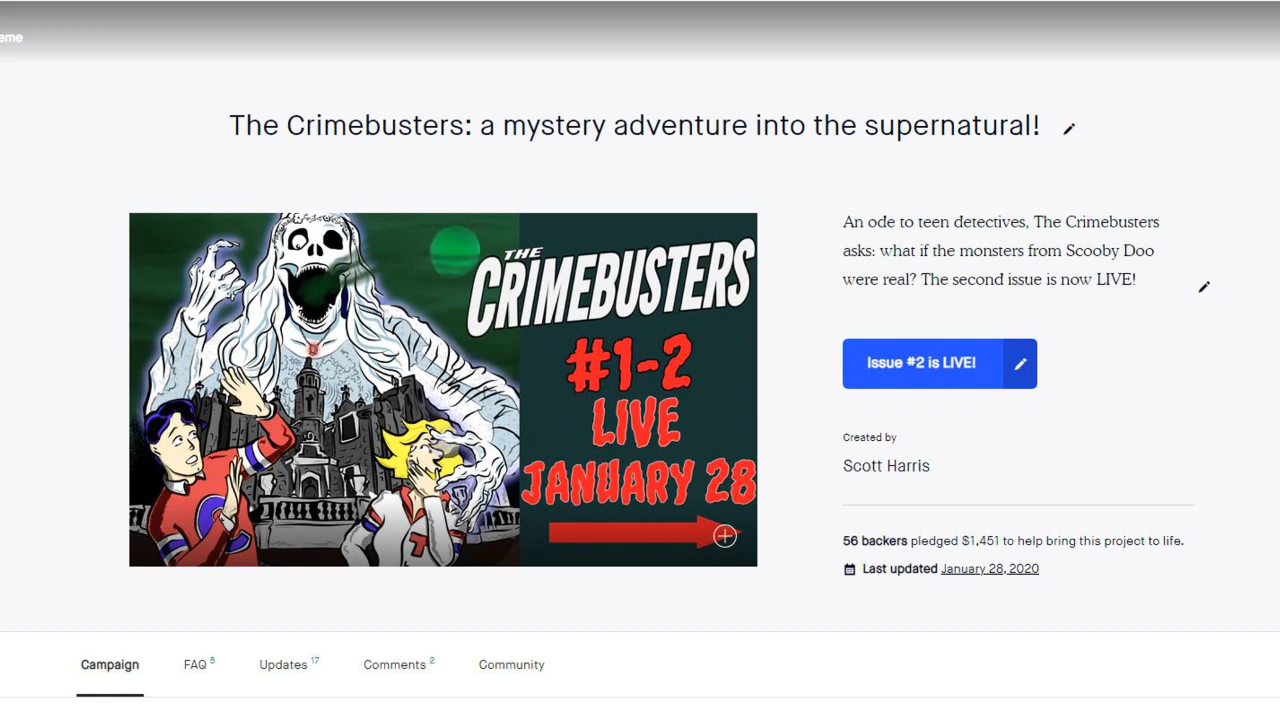 The Crimebusters: a mystery adventure into the supernatural!
THE
CRIMEBUSTERS
#1-2
LIVE
JANUARY 28
C
T
An ode to teen detectives, The Crimebusters
asks: what if the monsters from Scooby Doo
were real? The second issue is now LIVE!
Issue #2 is LIVE!
Created by
Scott Harris
56 backers pledged $1,451 to help bring this project to life.
Last updated January 28, 2020
Campaign FAQ 5 Updates 17 Comments 2 Community